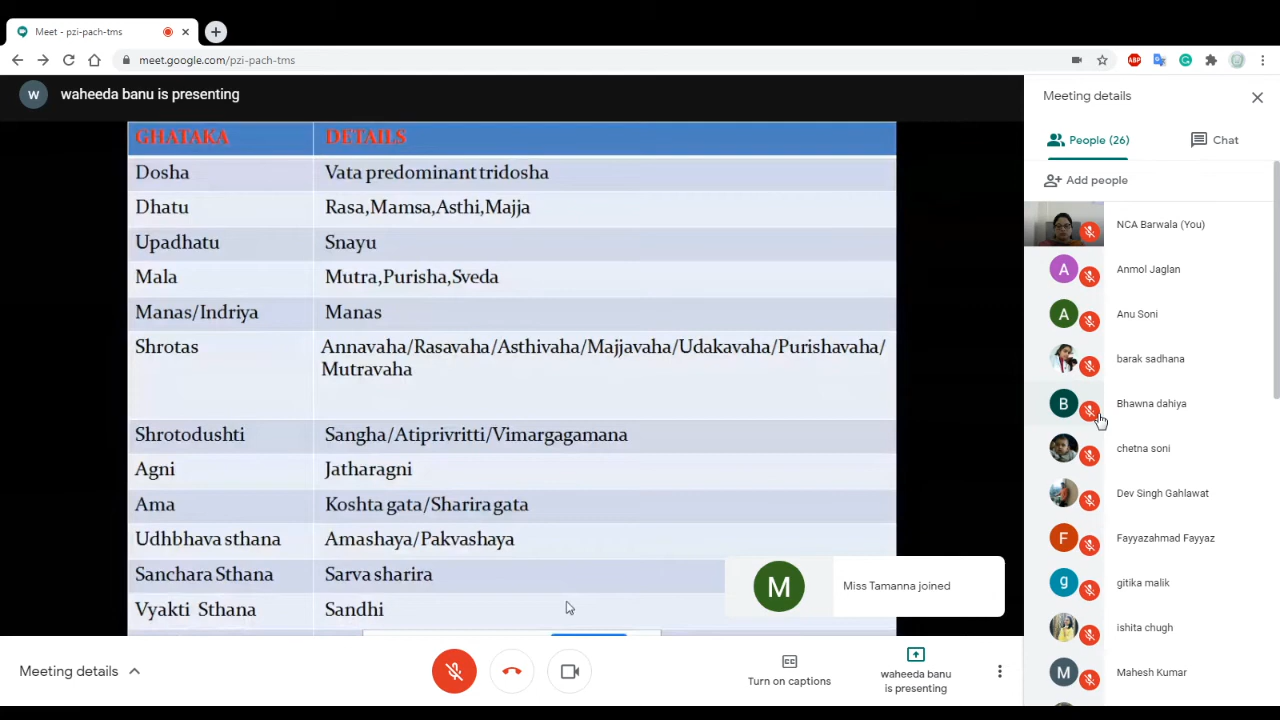 Meet - pzi-pach-tms
meet.google.com/pzi-pach-tms
ABP
W
waheeda banu is presenting
GHATAKA DETAILS
Dosha Vata predominant tridosha
Dhatu Rasa,Mamsa,Asthi,Majja
Upadhatu Snayu
Mala Mutra,Purisha,Sveda
Manas/Indriya Manas
Shrotas Annavaha/Rasavaha/Asthivaha/Majjavaha/Udakavaha/Purishavaha/
Mutravaha
Shrotodushti Sangha/Atiprivritti/Vimargagamana
Agni Jatharagni
Ama Koshta gata/Sharira gata
Udhbhava sthana Amashaya/Pakvashaya
Sanchara Sthana Sarva sharira
Vyakti Sthana Sandhi
M
Miss Tamanna joined
Meeting details
People (26)
Chat
Add people
NCA Barwala (You)
A Anmol Jaglan
A Anu Soni
barak sadhana
B Bhawna dahiya
chetna soni
Dev Singh Gahlawat
F Fayyazahmad Fayyaz
g gitika malik
ishita chugh
M Mahesh Kumar
Meeting details
Turn on captions
waheeda banu
is presenting